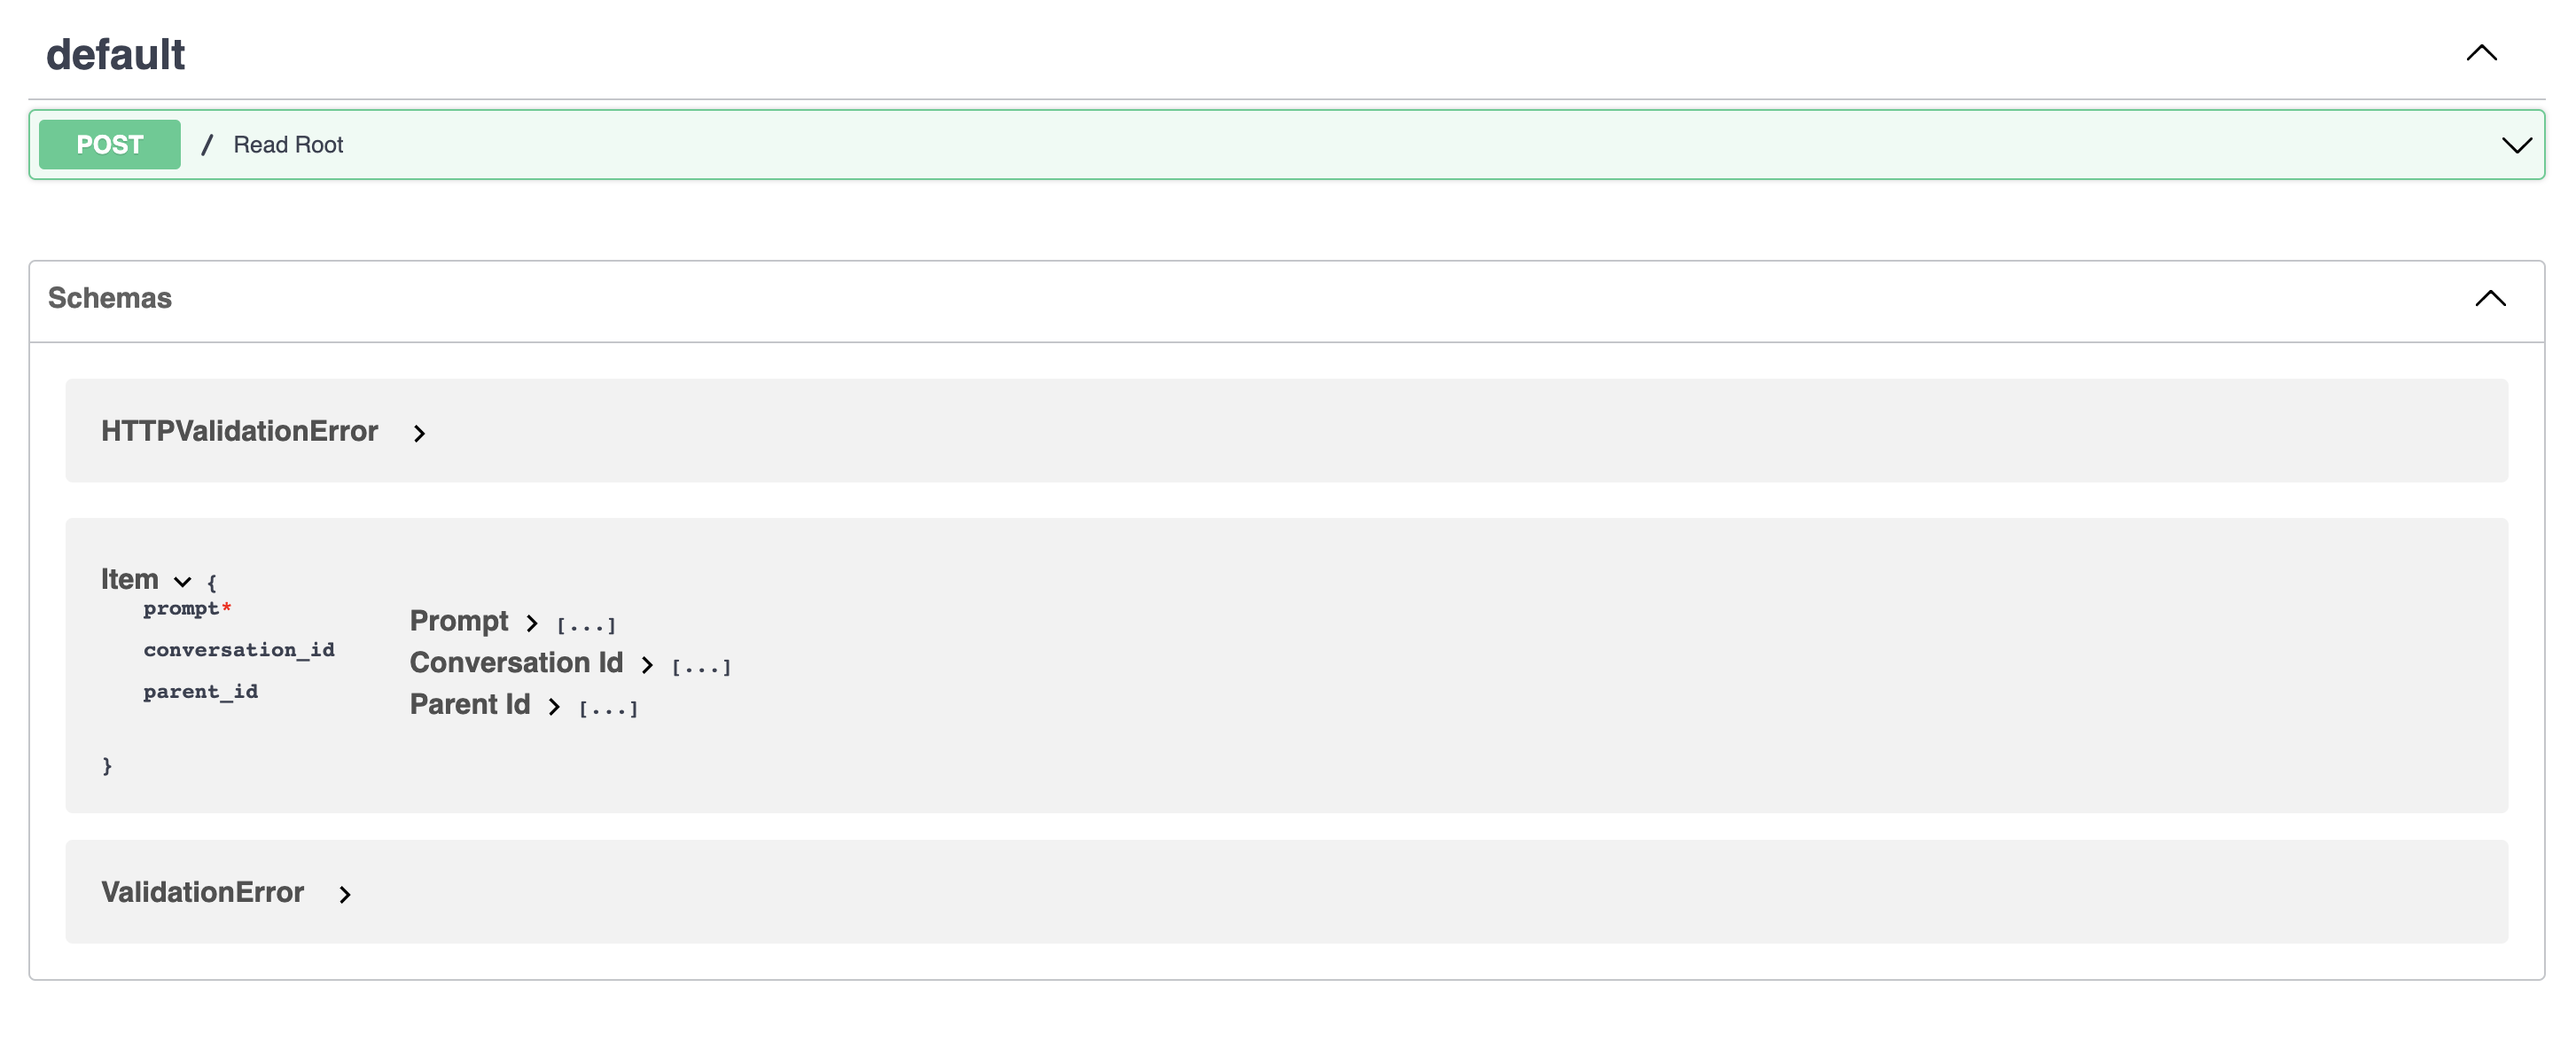 default
POST / Read Root
Schemas
HTTPValidationError >
Item {
prompt* Prompt > [...]
conversation_id Conversation Id > [...]
parent_id Parent Id > [...]
}
ValidationError >